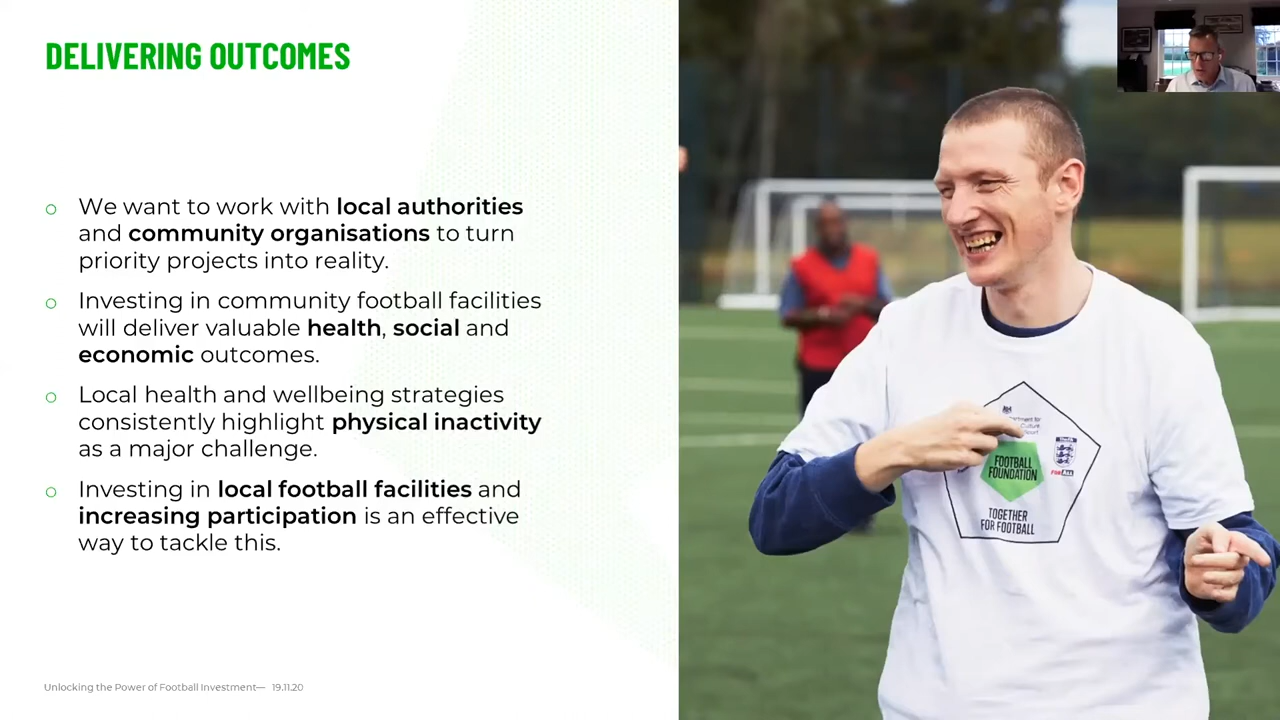 DELIVERING OUTCOMES
We want to work with local authorities
and community organisations to turn
priority projects into reality.
Investing in community football facilities
will deliver valuable health, social and
economic outcomes.
Local health and wellbeing strategies
consistently highlight physical inactivity
as a major challenge.
Investing in local football facilities and
increasing participation is an effective
way to tackle this.
Unlocking the Power of Football Investment— 19.11.20
FOR ALL
FOOTBALL
FOUNDATION
TOGETHER
FOR FOOTBALL